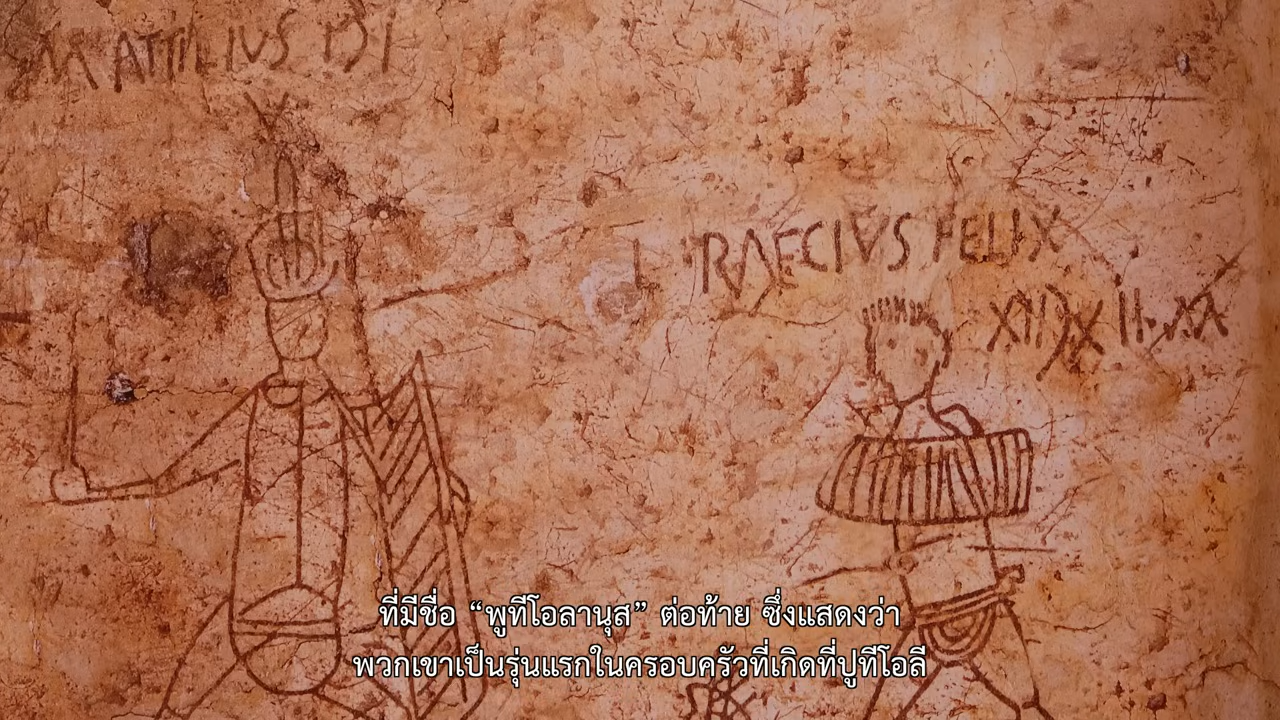 M ATTILIUS
L RAECIVS FELIX
ที่มีชื่อ “พูทีโอลานุส” ต่อท้าย ซึ่งแสดงว่า
พวกเขาเป็นรุ่นแรกในครอบครัวที่เกิดที่ปูทีโอลี